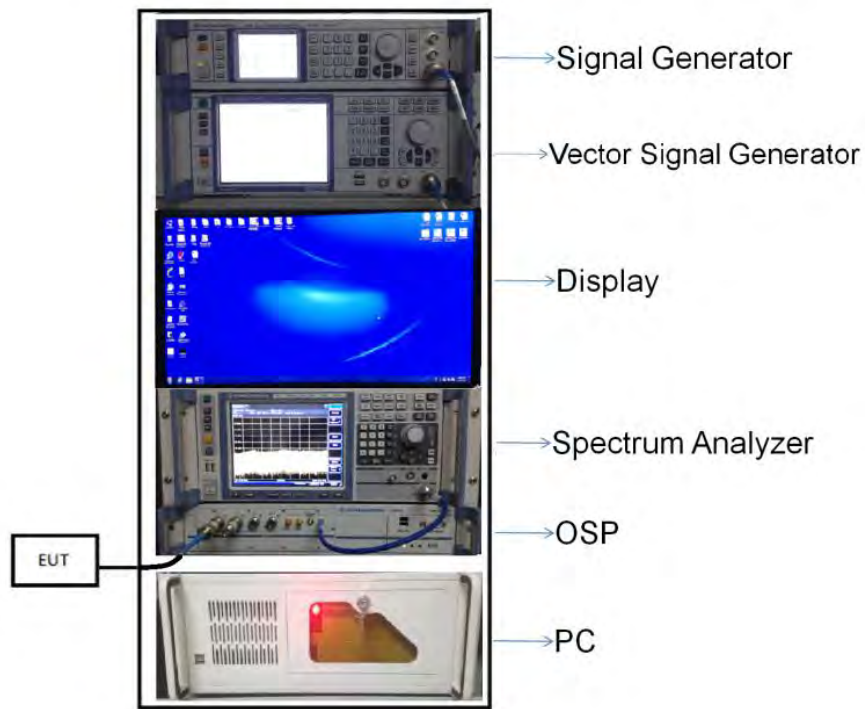 Signal Generator
Vector Signal Generator
Display
Spectrum Analyzer
OSP
EUT
PC